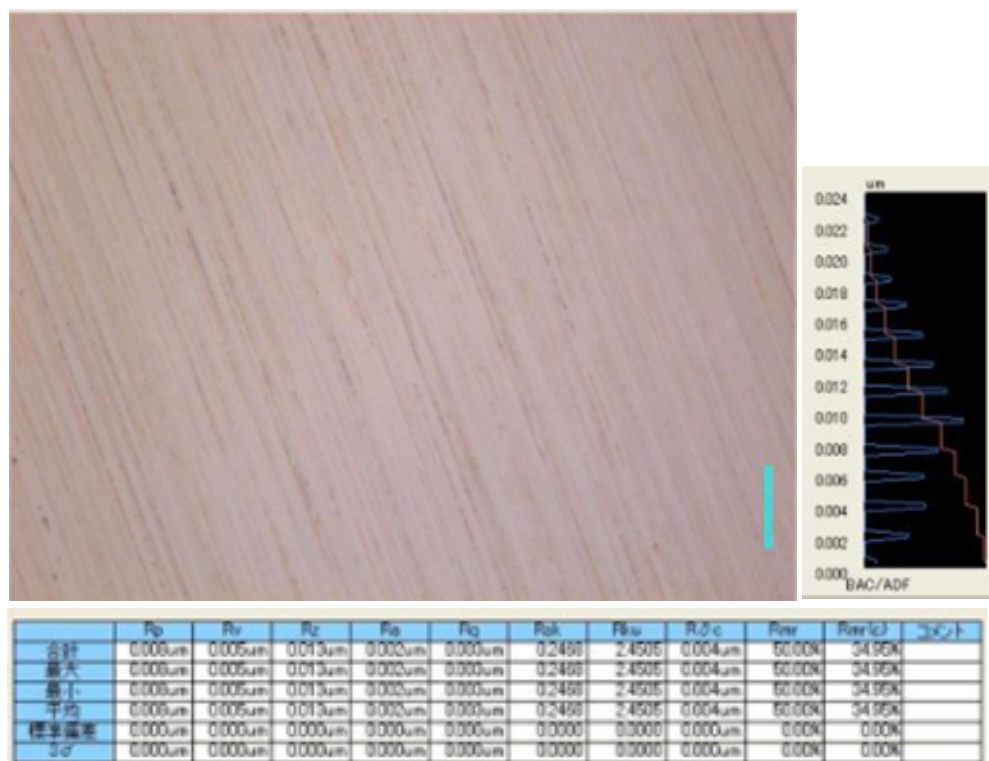 um
0.024
0.022
0.020
0.018
0.016
0.014
0.012
0.010
0.008
0.006
0.004
0.002
0.000
BAC/ADF
Rp Rv Rz Ra Rq Rsk Rku Rδc Rmr Rmr(c) コメント
合計 0.008um 0.005um 0.013um 0.002um 0.003um 0.2468 2.4505 0.004um 50.00% 34.95%
最大 0.008um 0.005um 0.013um 0.002um 0.003um 0.2468 2.4505 0.004um 50.00% 34.95%
最小 0.008um 0.005um 0.013um 0.002um 0.003um 0.2468 2.4505 0.004um 50.00% 34.95%
平均 0.008um 0.005um 0.013um 0.002um 0.003um 0.2468 2.4505 0.004um 50.00% 34.95%
標準偏差 0.000um 0.000um 0.000um 0.000um 0.000um 0.0000 0.0000 0.000um 0.00% 0.00%
3σ 0.000um 0.000um 0.000um 0.000um 0.000um 0.0000 0.0000 0.000um 0.00% 0.00%